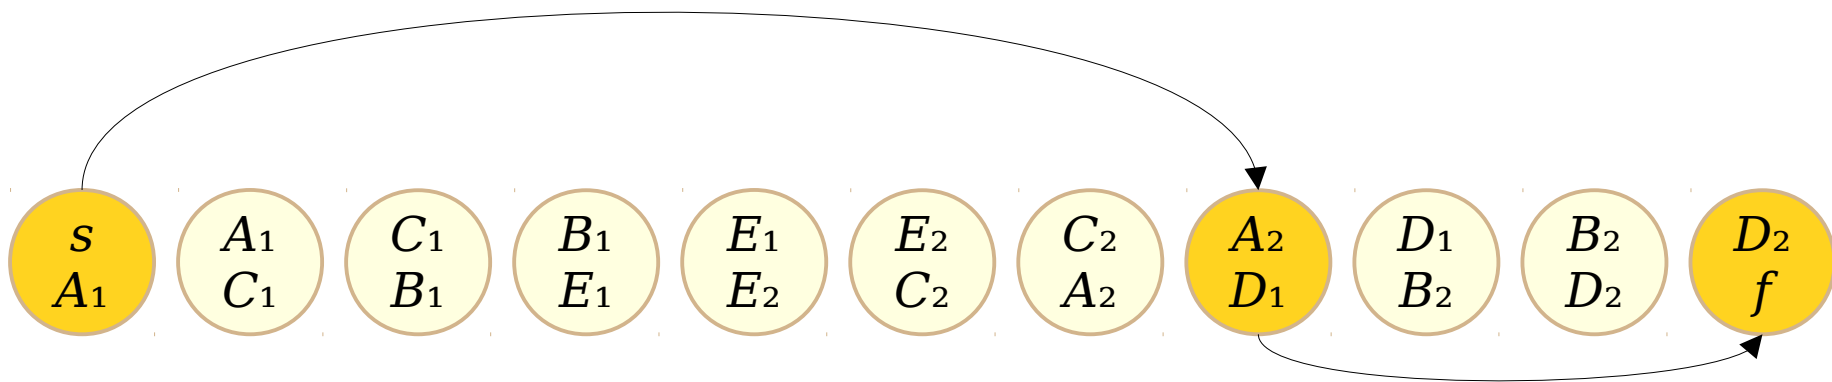 s
A₁
A₁
C₁
C₁
B₁
B₁
E₁
E₁
E₂
E₂
C₂
C₂
A₂
A₂
D₁
D₁
B₂
B₂
D₂
D₂
f